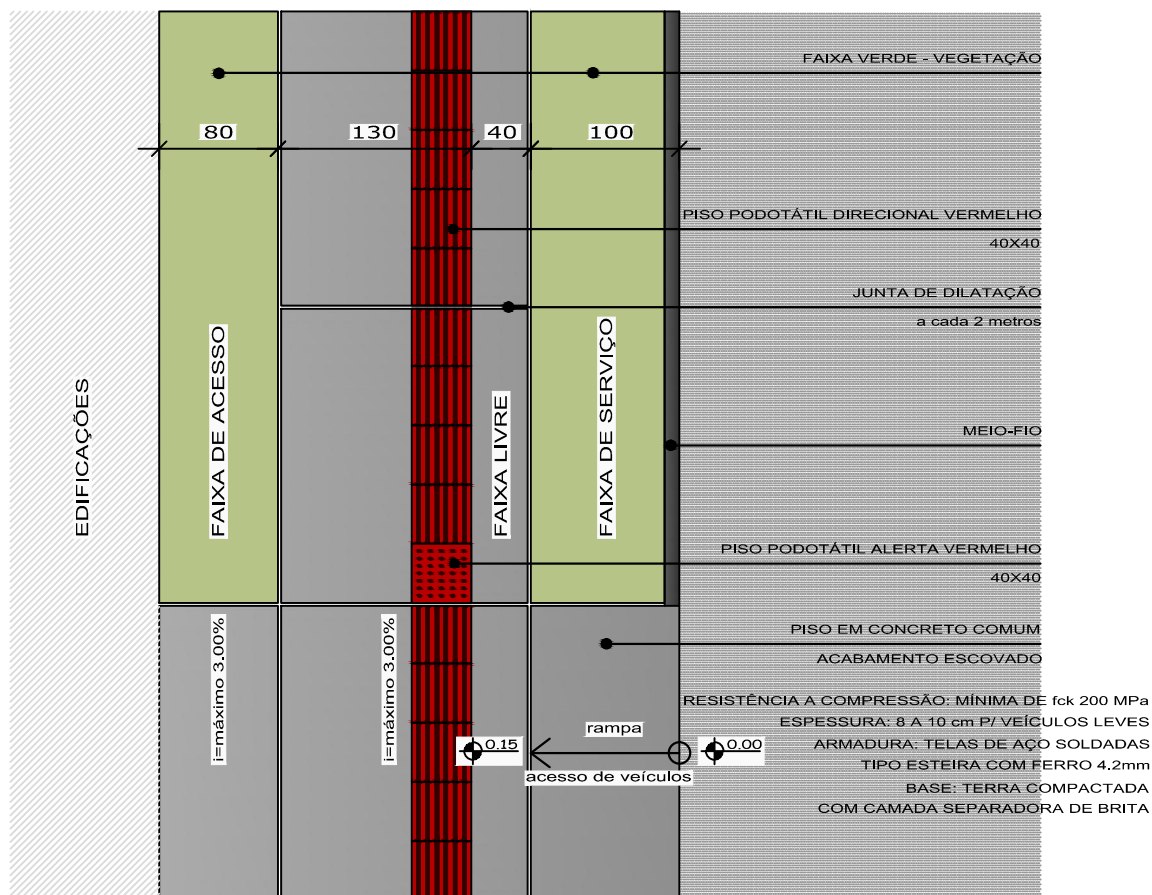 FAIXA VERDE - VEGETAÇÃO
80
130
40
100
PISO PODOTÁTIL DIRECIONAL VERMELHO
40X40
JUNTA DE DILATAÇÃO
a cada 2 metros
EDIFICAÇÕES
FAIXA DE ACESSO
FAIXA LIVRE
FAIXA DE SERVIÇO
MEIO-FIO
PISO PODOTÁTIL ALERTA VERMELHO
40X40
i=máximo 3.00%
i=máximo 3.00%
PISO EM CONCRETO COMUM
ACABAMENTO ESCOVADO
RESISTÊNCIA A COMPRESSÃO: MÍNIMA DE fck 200 MPa
ESPESSURA: 8 A 10 cm P/ VEÍCULOS LEVES
ARMADURA: TELAS DE AÇO SOLDADAS
TIPO ESTEIRA COM FERRO 4.2mm
BASE: TERRA COMPACTADA
COM CAMADA SEPARADORA DE BRITA
rampa
0.15
0.00
acesso de veículos